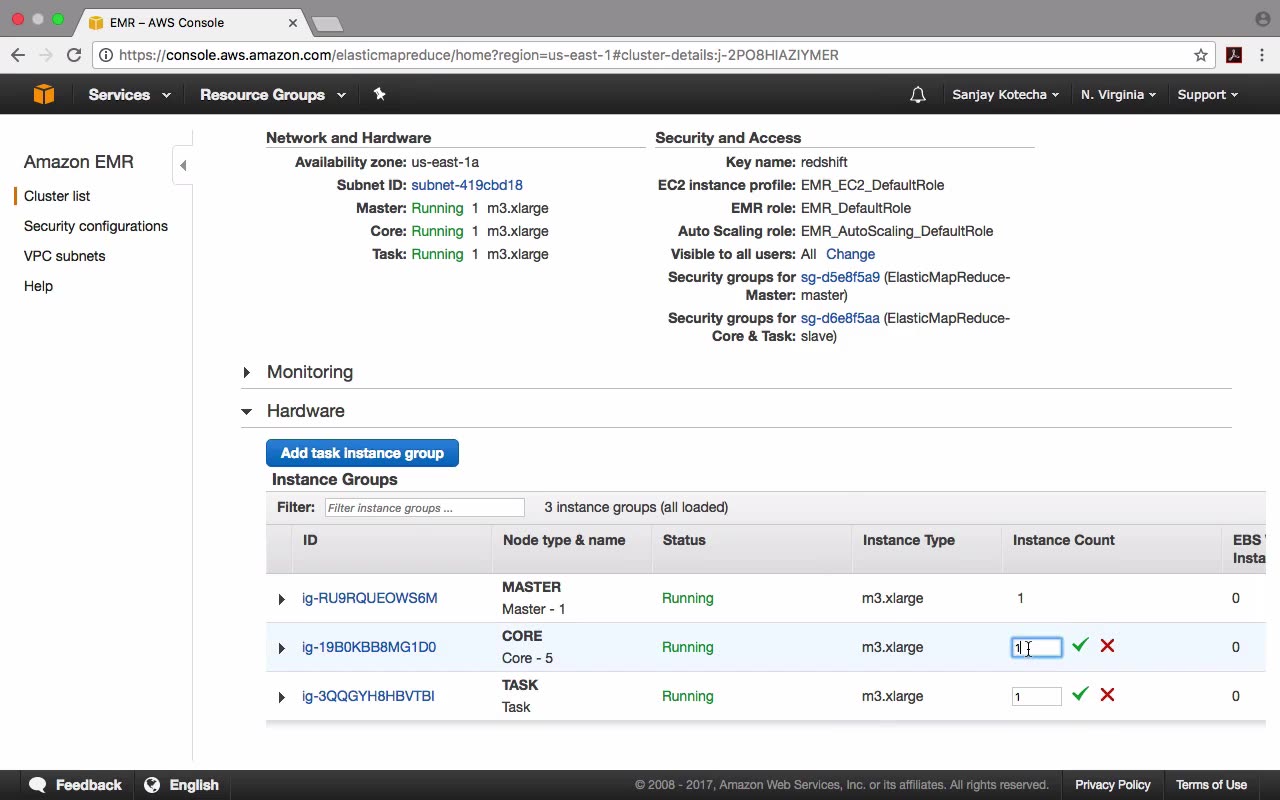 EMR – AWS Console
https://console.aws.amazon.com/elasticmapreduce/home?region=us-east-1#cluster-details:j-2PO8HIAZIYMER
Services Resource Groups Sanjay Kotecha N. Virginia Support
Amazon EMR
Cluster list
Security configurations
VPC subnets
Help
Network and Hardware
Availability zone: us-east-1a
Subnet ID: subnet-419cbd18
Master: Running 1 m3.xlarge
Core: Running 1 m3.xlarge
Task: Running 1 m3.xlarge
Security and Access
Key name: redshift
EC2 instance profile: EMR_EC2_DefaultRole
EMR role: EMR_DefaultRole
Auto Scaling role: EMR_AutoScaling_DefaultRole
Visible to all users: All Change
Security groups for sg-d5e8f5a9 (ElasticMapReduce-
Master: master)
Security groups for sg-d6e8f5aa (ElasticMapReduce-
Core & Task: slave)
Monitoring
Hardware
Add task instance group
Instance Groups
Filter: Filter instance groups ... 3 instance groups (all loaded)
ID Node type & name Status Instance Type Instance Count EBS
Insta
ig-RU9RQUEOWS6M MASTER Running m3.xlarge 1 0
Master - 1
ig-19B0KBB8MG1D0 CORE Running m3.xlarge 1 0
Core - 5
ig-3QQGYH8HBVTBI TASK Running m3.xlarge 1 0
Task
Feedback English © 2008 - 2017, Amazon Web Services, Inc. or its affiliates. All rights reserved. Privacy Policy Terms of Use